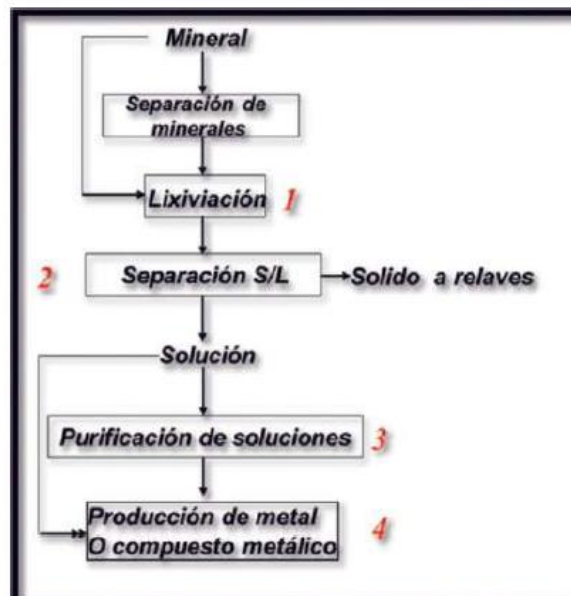 Mineral
Separación de
minerales
Lixiviación 1
2 Separación S/L Solido a relaves
Solución
Purificación de soluciones 3
Producción de metal
O compuesto metálico 4